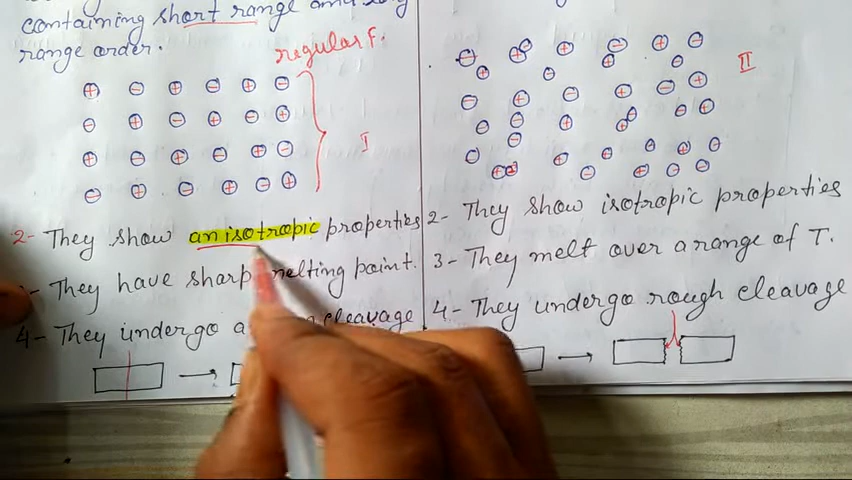 containing short range and
range order.
regular f.
I
2- They show anisotropic properties
They have sharp melting point.
4- They undergo cleavage
II
2- They show isotropic properties
3- They melt over a range of T.
4- They undergo rough cleavage